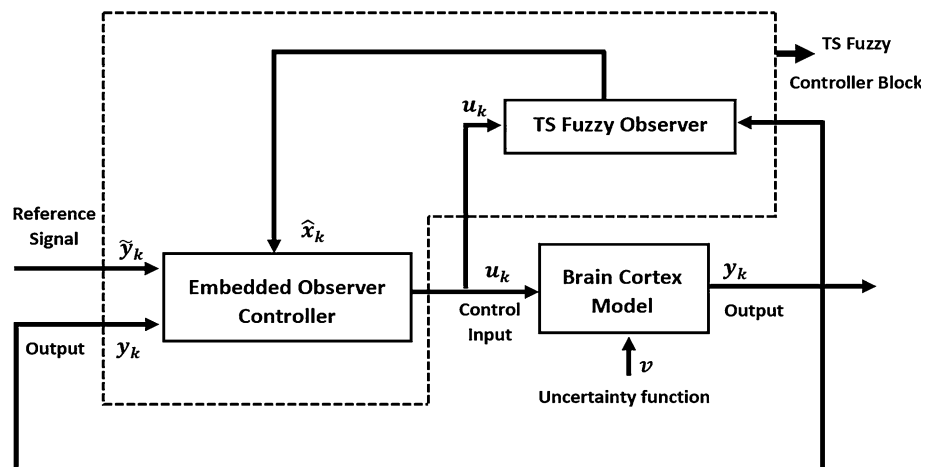 TS Fuzzy
Controller Block
u_k
TS Fuzzy Observer
Reference
Signal
ỹ_k
x̂_k
Embedded Observer
Controller
u_k
Control
Input
Brain Cortex
Model
y_k
Output
Output
y_k
v
Uncertainty function